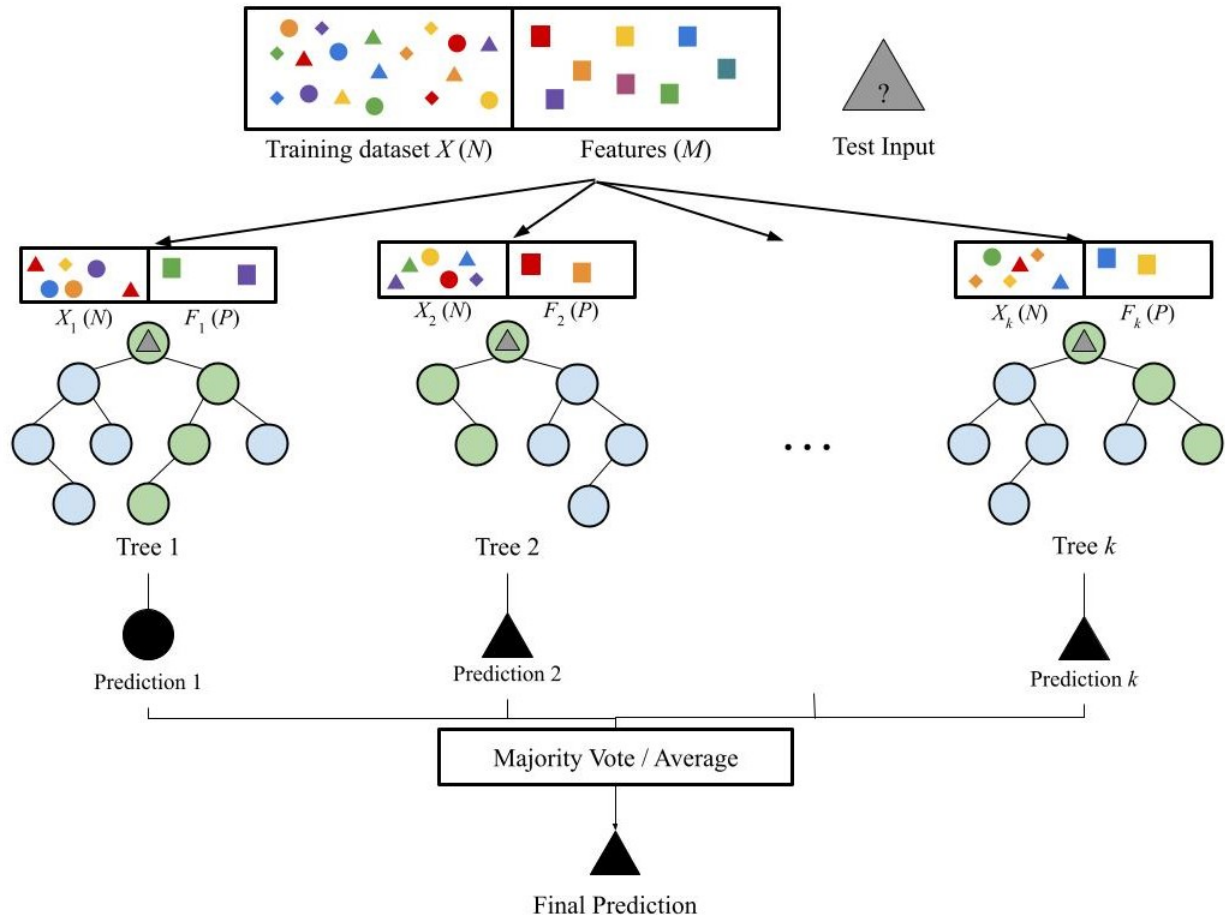 ?
Training dataset X (N) Features (M) Test Input
X₁ (N) F₁ (P) X₂ (N) F₂ (P) Xₖ (N) Fₖ (P)
. . .
Tree 1 Tree 2 Tree k
Prediction 1 Prediction 2 Prediction k
Majority Vote / Average
Final Prediction